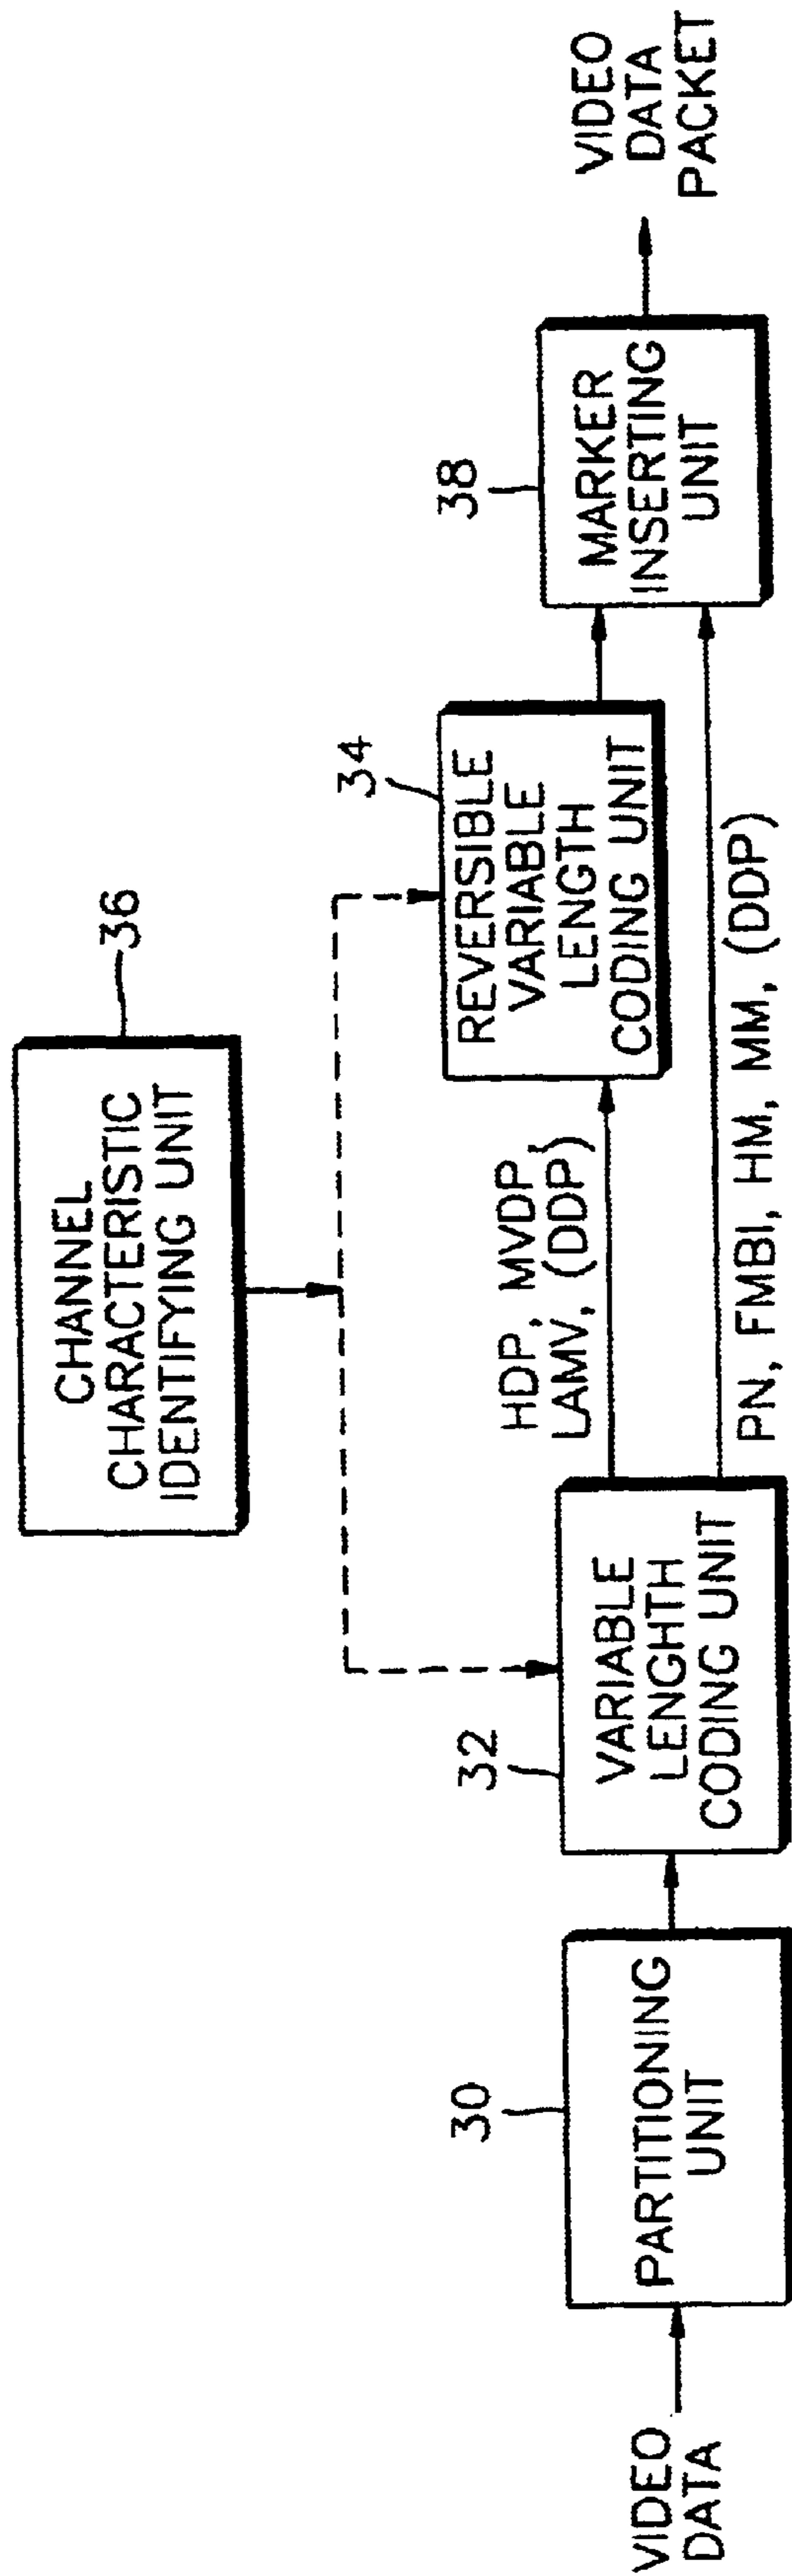 VIDEO
DATA
30
PARTITIONING
UNIT
32
VARIABLE
LENGHTH
CODING UNIT
CHANNEL
CHARACTERISTIC
IDENTIFYING UNIT
36
HDP, MVDP
LAMV, (DDP)
PN, FMBI, HM, MM, (DDP)
34
REVERSIBLE
VARIABLE
LENGTH
CODING UNIT
38
MARKER
INSERTING
UNIT
VIDEO
DATA
PACKET